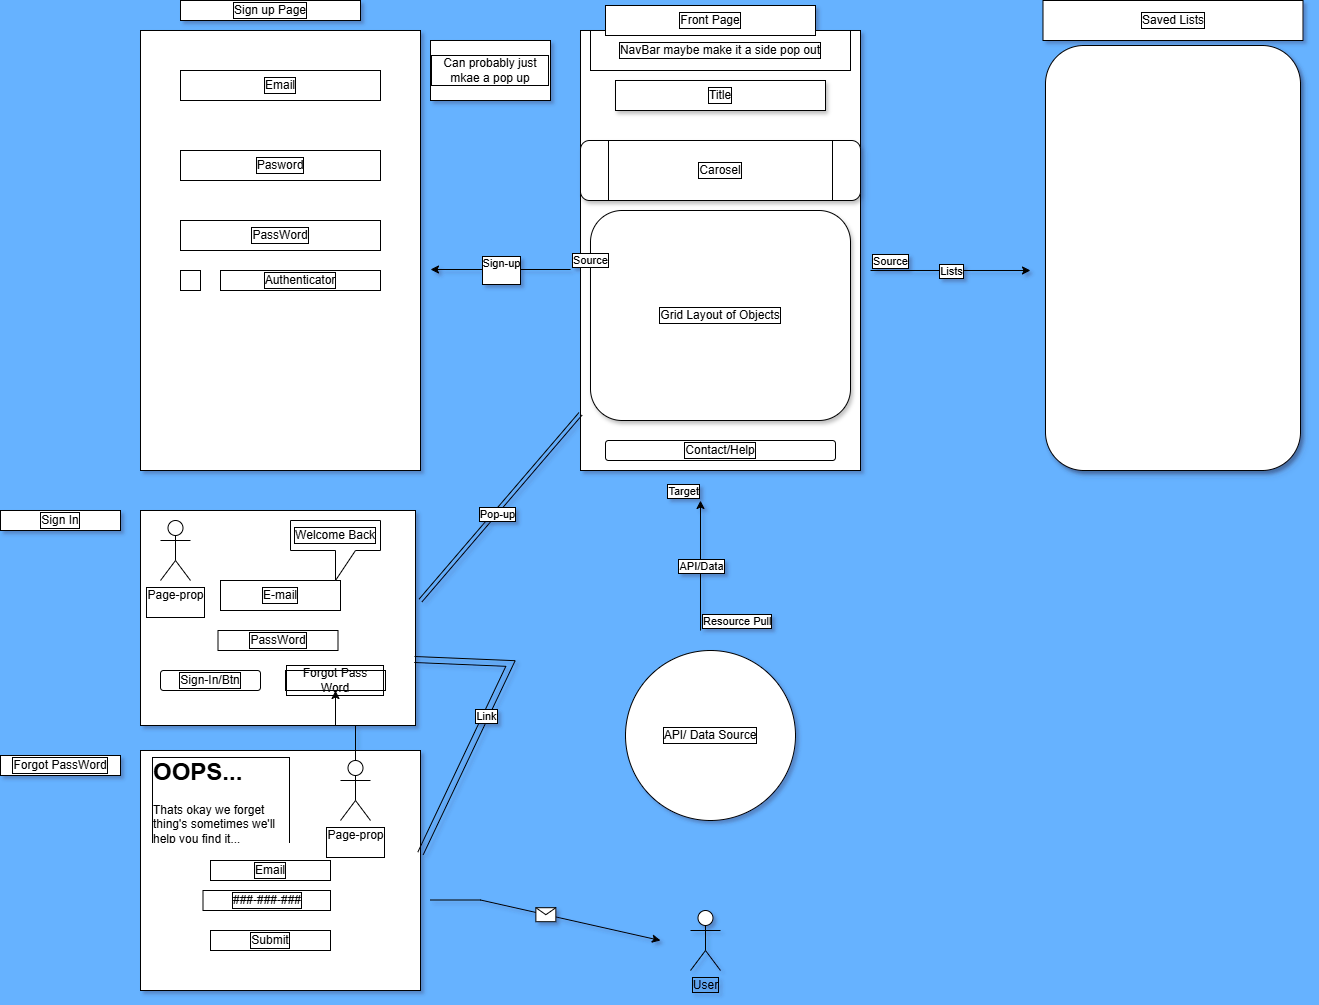 Sign up Page
Front Page
Saved Lists
NavBar maybe make it a side pop out
Can probably just
mkae a pop up
Email
Title
Pasword
Carosel
PassWord
Authenticator
Sign-up
Source
Source
Lists
Grid Layout of Objects
Contact/Help
Target
Pop-up
Sign In
Welcome Back
Page-prop
E-mail
API/Data
Resource Pull
PassWord
Sign-In/Btn
Forgot Pass
Word
Link
API/ Data Source
Forgot PassWord
OOPS...
Thats okay we forget
thing's sometimes we'll
help you find it...
Page-prop
Email
###-###-###
Submit
User